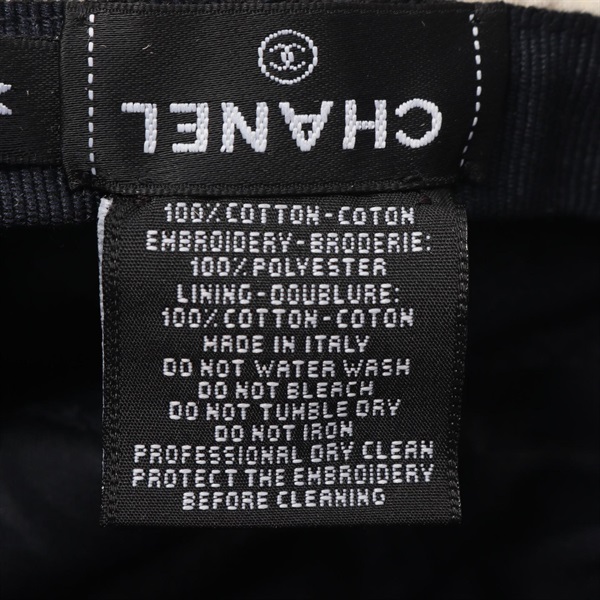 CHANEL
100% COTTON - COTON
EMBROIDERY - BRODERIE:
100% POLYESTER
LINING - DOUBLURE:
100% COTTON - COTON
MADE IN ITALY
DO NOT WATER WASH
DO NOT BLEACH
DO NOT TUMBLE DRY
DO NOT IRON
PROFESSIONAL DRY CLEAN
PROTECT THE EMBROIDERY
BEFORE CLEANING